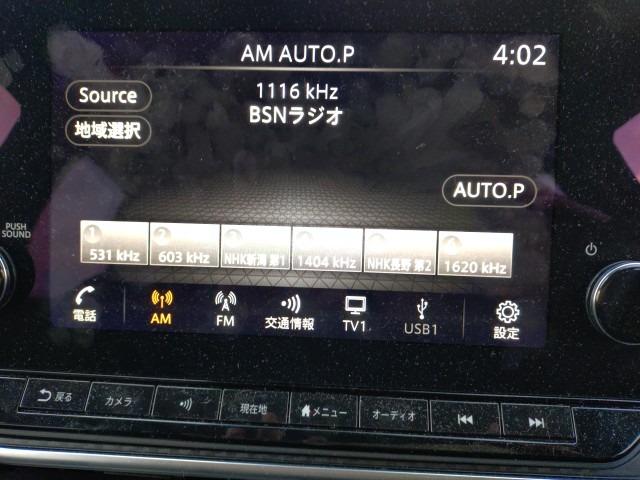 AM AUTO.P
4:02
Source
1116 kHz
BSNラジオ
地域選択
AUTO.P
1
2
3
531 kHz
603 kHz
NHK新潟 第1
1404 kHz
NHK長野 第2
1620 kHz
PUSH
SOUND
電話
AM
FM
交通情報
TV1
USB1
設定
戻る
カメラ
現在地
メニュー
オーディオ